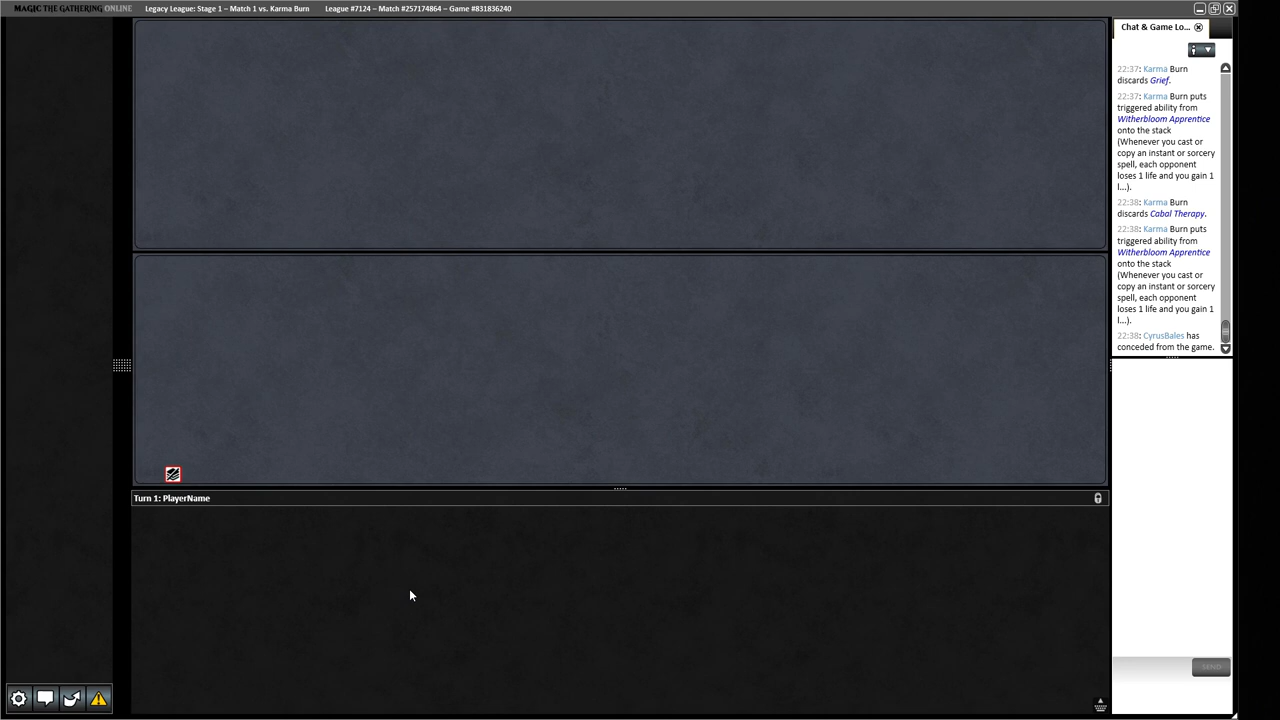 MAGIC THE GATHERING ONLINE
Legacy League: Stage 1 – Match 1 vs. Karma Burn
League #7124 – Match #257174864 – Game #831836240
Chat & Game Lo...
22:37: Karma Burn
discards Grief.
22:37: Karma Burn puts
triggered ability from
Witherbloom Apprentice
onto the stack
(Whenever you cast or
copy an instant or sorcery
spell, each opponent
loses 1 life and you gain 1
l...).
22:38: Karma Burn
discards Cabal Therapy.
22:38: Karma Burn puts
triggered ability from
Witherbloom Apprentice
onto the stack
(Whenever you cast or
copy an instant or sorcery
spell, each opponent
loses 1 life and you gain 1
l...).
22:38: CyrusBales has
conceded from the game.
Turn 1: PlayerName
SEND